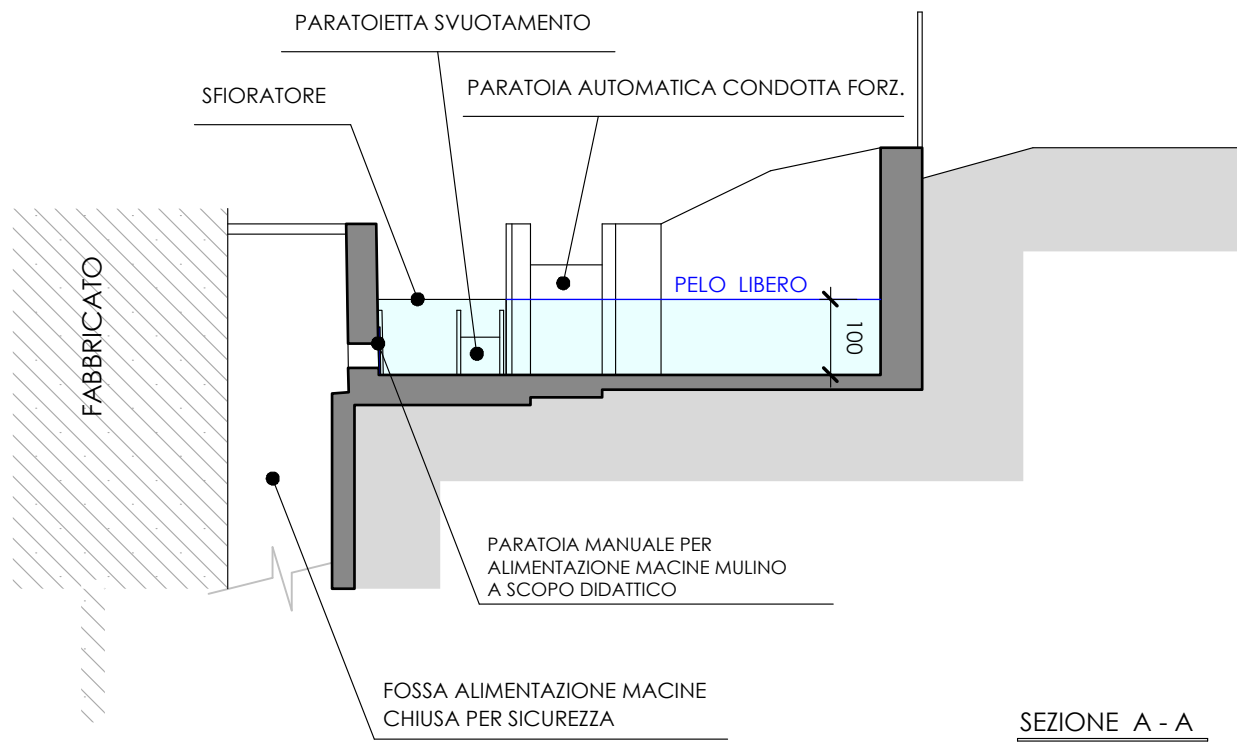 PARATOIETTA SVUOTAMENTO
SFIORATORE
PARATOIA AUTOMATICA CONDOTTA FORZ.
FABBRICATO
PELO LIBERO
100
PARATOIA MANUALE PER
ALIMENTAZIONE MACINE MULINO
A SCOPO DIDATTICO
FOSSA ALIMENTAZIONE MACINE
CHIUSA PER SICUREZZA
SEZIONE A - A